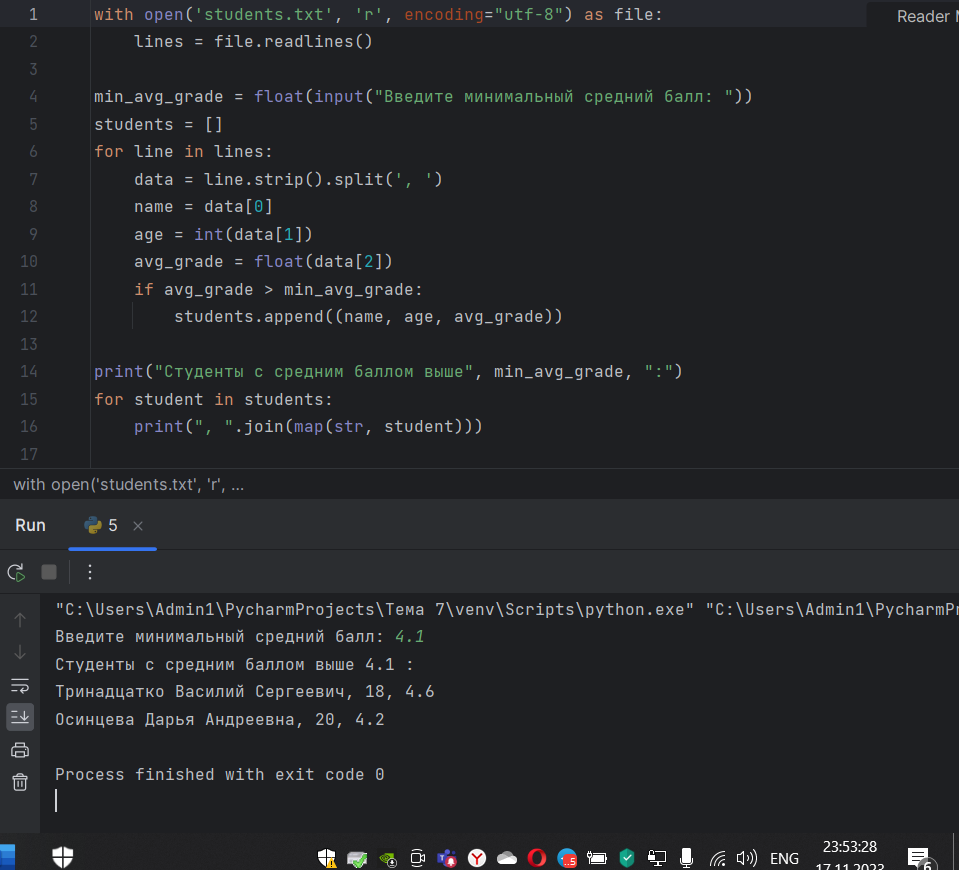 1 with open('students.txt', 'r', encoding="utf-8") as file:
Reader
2     lines = file.readlines()
3
4 min_avg_grade = float(input("Введите минимальный средний балл: "))
5 students = []
6 for line in lines:
7     data = line.strip().split(', ')
8     name = data[0]
9     age = int(data[1])
10     avg_grade = float(data[2])
11     if avg_grade > min_avg_grade:
12         students.append((name, age, avg_grade))
13
14 print("Студенты с средним баллом выше", min_avg_grade, ":")
15 for student in students:
16     print(", ".join(map(str, student)))
17
with open('students.txt', 'r', ...
Run 5
"C:\Users\Admin1\PycharmProjects\Тема 7\venv\Scripts\python.exe" "C:\Users\Admin1\PycharmPr
Введите минимальный средний балл: 4.1
Студенты с средним баллом выше 4.1 :
Тринадцатко Василий Сергеевич, 18, 4.6
Осинцева Дарья Андреевна, 20, 4.2
Process finished with exit code 0
ENG
23:53:28
17.11.2023
6